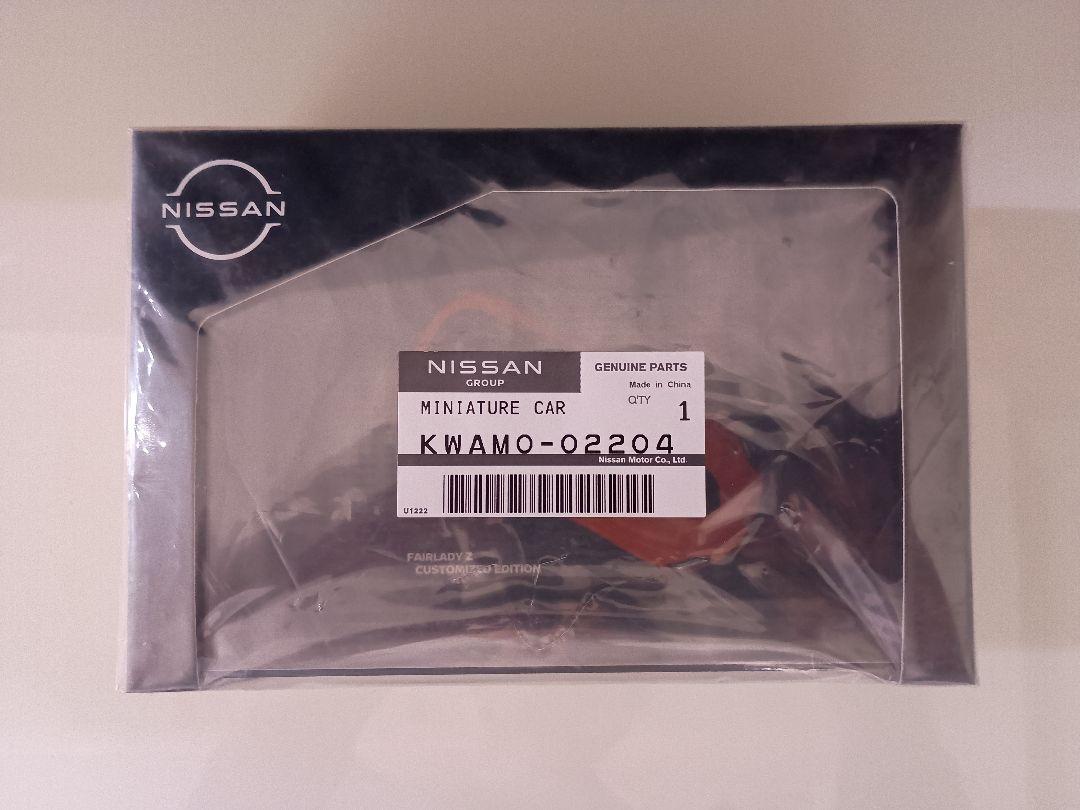 NISSAN
NISSAN
GROUP
GENUINE PARTS
Made in China
MINIATURE CAR
Q'TY
1
KWAM0-02204
Nissan Motor Co., Ltd.
U1222
FAIRLADY Z
CUSTOMIZED EDITION